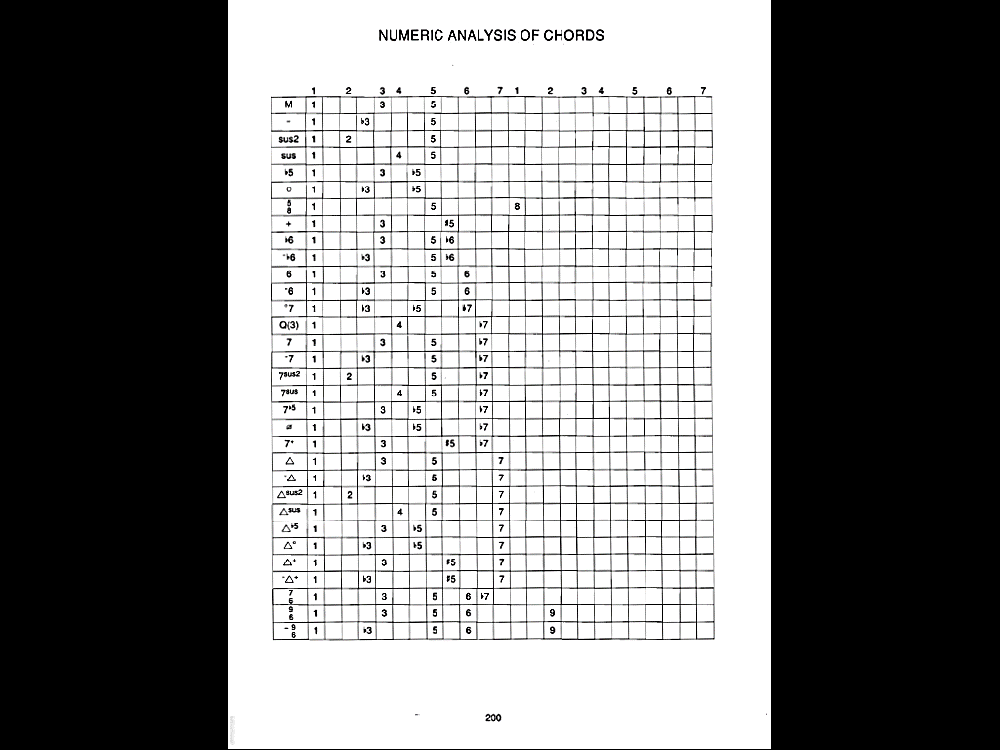 NUMERIC ANALYSIS OF CHORDS
1 2 3 4 5 6 7 1 2 3 4 5 6 7
M 1 3 5
- 1 ♭3 5
sus2 1 2 5
sus 1 4 5
♭5 1 3 ♭5
o 1 ♭3 ♭5
5/8 1 5 8
+ 1 3 ♯5
♭6 1 3 5 ♭6
-♭6 1 ♭3 5 ♭6
6 1 3 5 6
-6 1 ♭3 5 6
°7 1 ♭3 ♭5 𝄫7
Q(3) 1 4 ♭7
7 1 3 5 ♭7
-7 1 ♭3 5 ♭7
7sus2 1 2 5 ♭7
7sus 1 4 5 ♭7
7♭5 1 3 ♭5 ♭7
ø 1 ♭3 ♭5 ♭7
7+ 1 3 ♯5 ♭7
△ 1 3 5 7
-△ 1 ♭3 5 7
△sus2 1 2 5 7
△sus 1 4 5 7
△♭5 1 3 ♭5 7
△° 1 ♭3 ♭5 7
△+ 1 3 ♯5 7
-△+ 1 ♭3 ♯5 7
7/6 1 3 5 6 ♭7
9/6 1 3 5 6 9
-9/6 1 ♭3 5 6 9
200